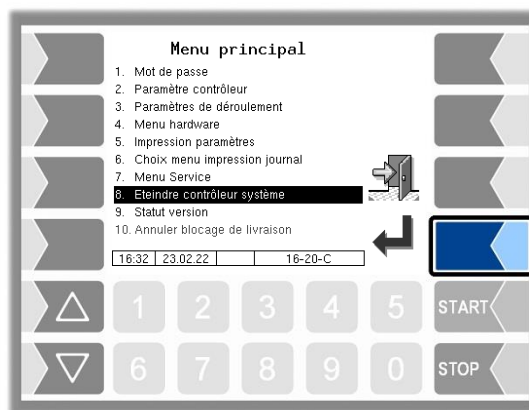 Menu principal
1. Mot de passe
2. Paramètre contrôleur
3. Paramètres de déroulement
4. Menu hardware
5. Impression paramètres
6. Choix menu impression journal
7. Menu Service
8. Eteindre contrôleur système
9. Statut version
10. Annuler blocage de livraison
16:32 23.02.22 16-20-C
1 2 3 4 5 START
6 7 8 9 0 STOP